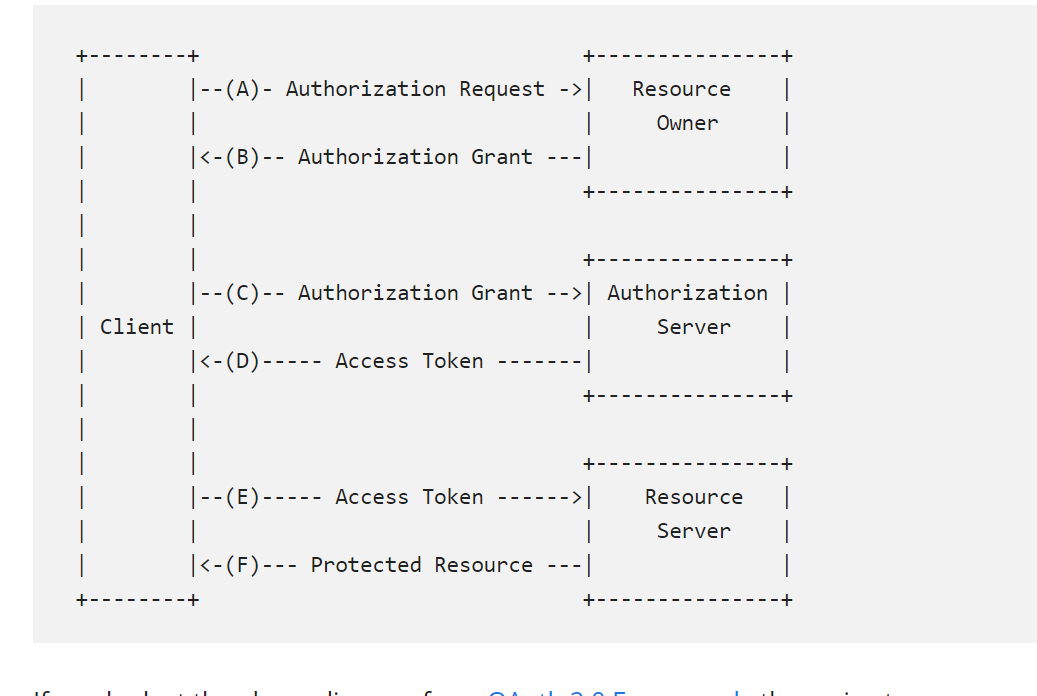 +--------+                               +---------------+
|        |--(A)- Authorization Request ->|   Resource    |
|        |                               |     Owner     |
|        |<-(B)-- Authorization Grant ---|               |
|        |                               +---------------+
|        |
|        |                               +---------------+
|        |--(C)-- Authorization Grant -->| Authorization |
| Client |                               |     Server    |
|        |<-(D)----- Access Token -------|               |
|        |                               +---------------+
|        |
|        |                               +---------------+
|        |--(E)----- Access Token ------>|    Resource   |
|        |                               |     Server    |
|        |<-(F)--- Protected Resource ---|               |
+--------+                               +---------------+